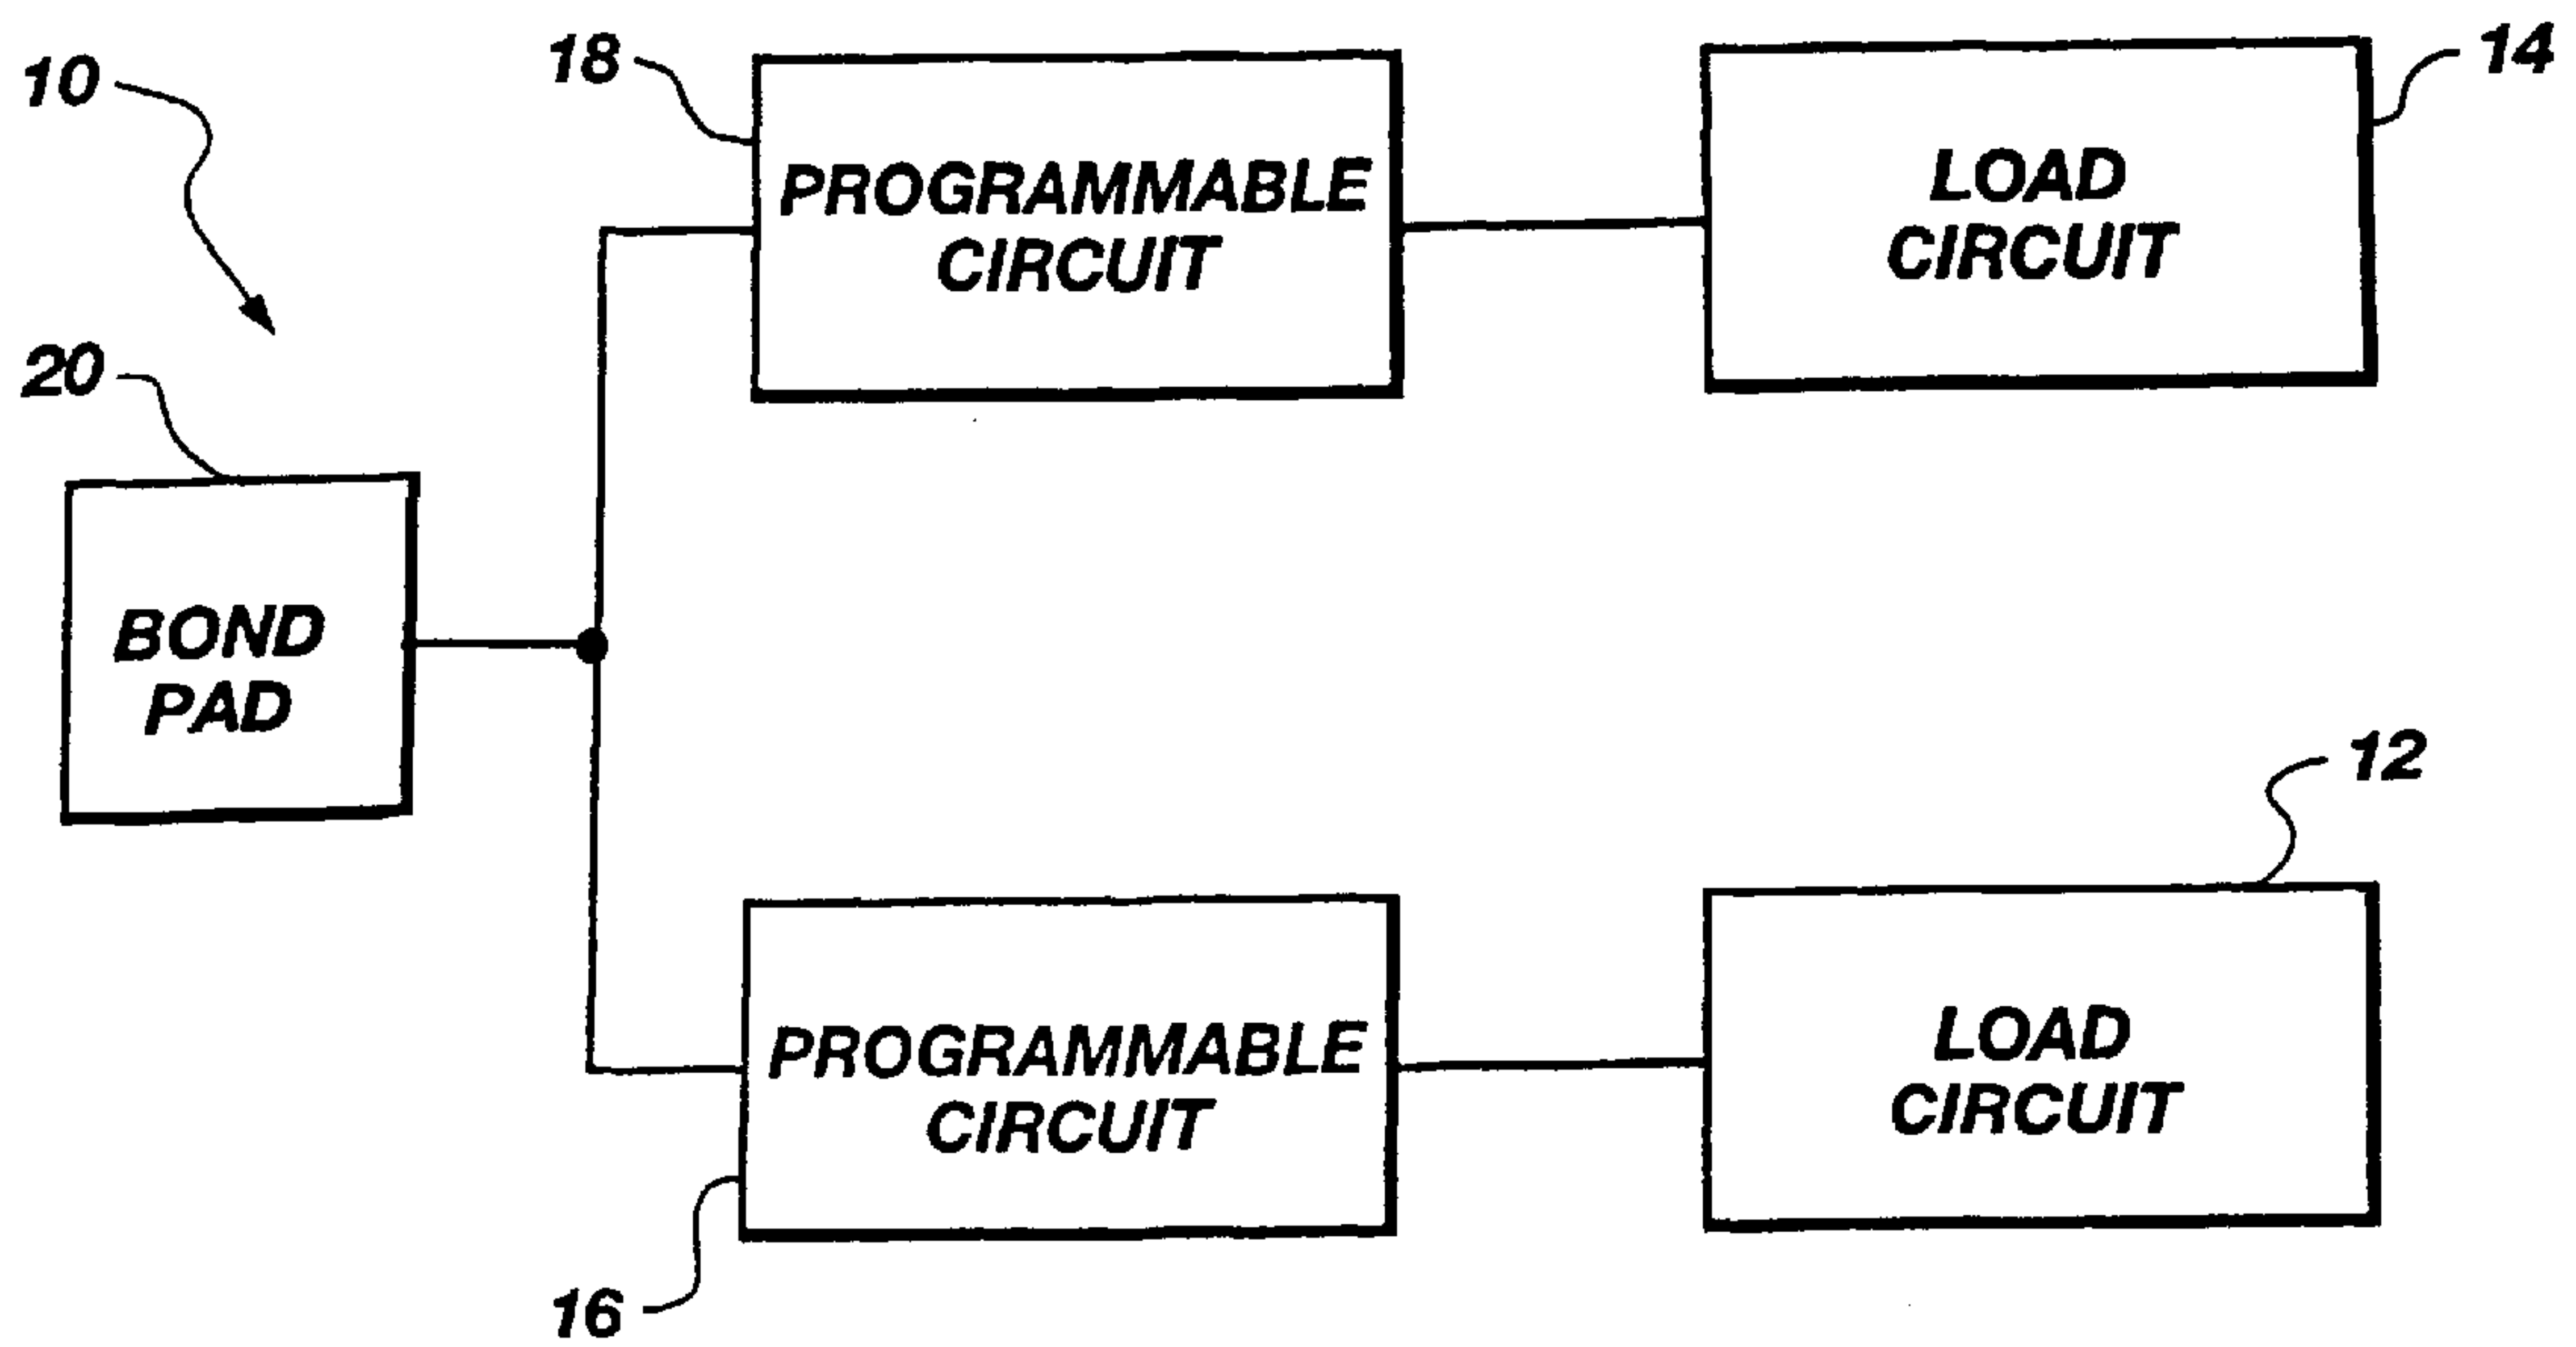 10
18
14
PROGRAMMABLE
CIRCUIT
LOAD
CIRCUIT
20
BOND
PAD
12
PROGRAMMABLE
CIRCUIT
LOAD
CIRCUIT
16